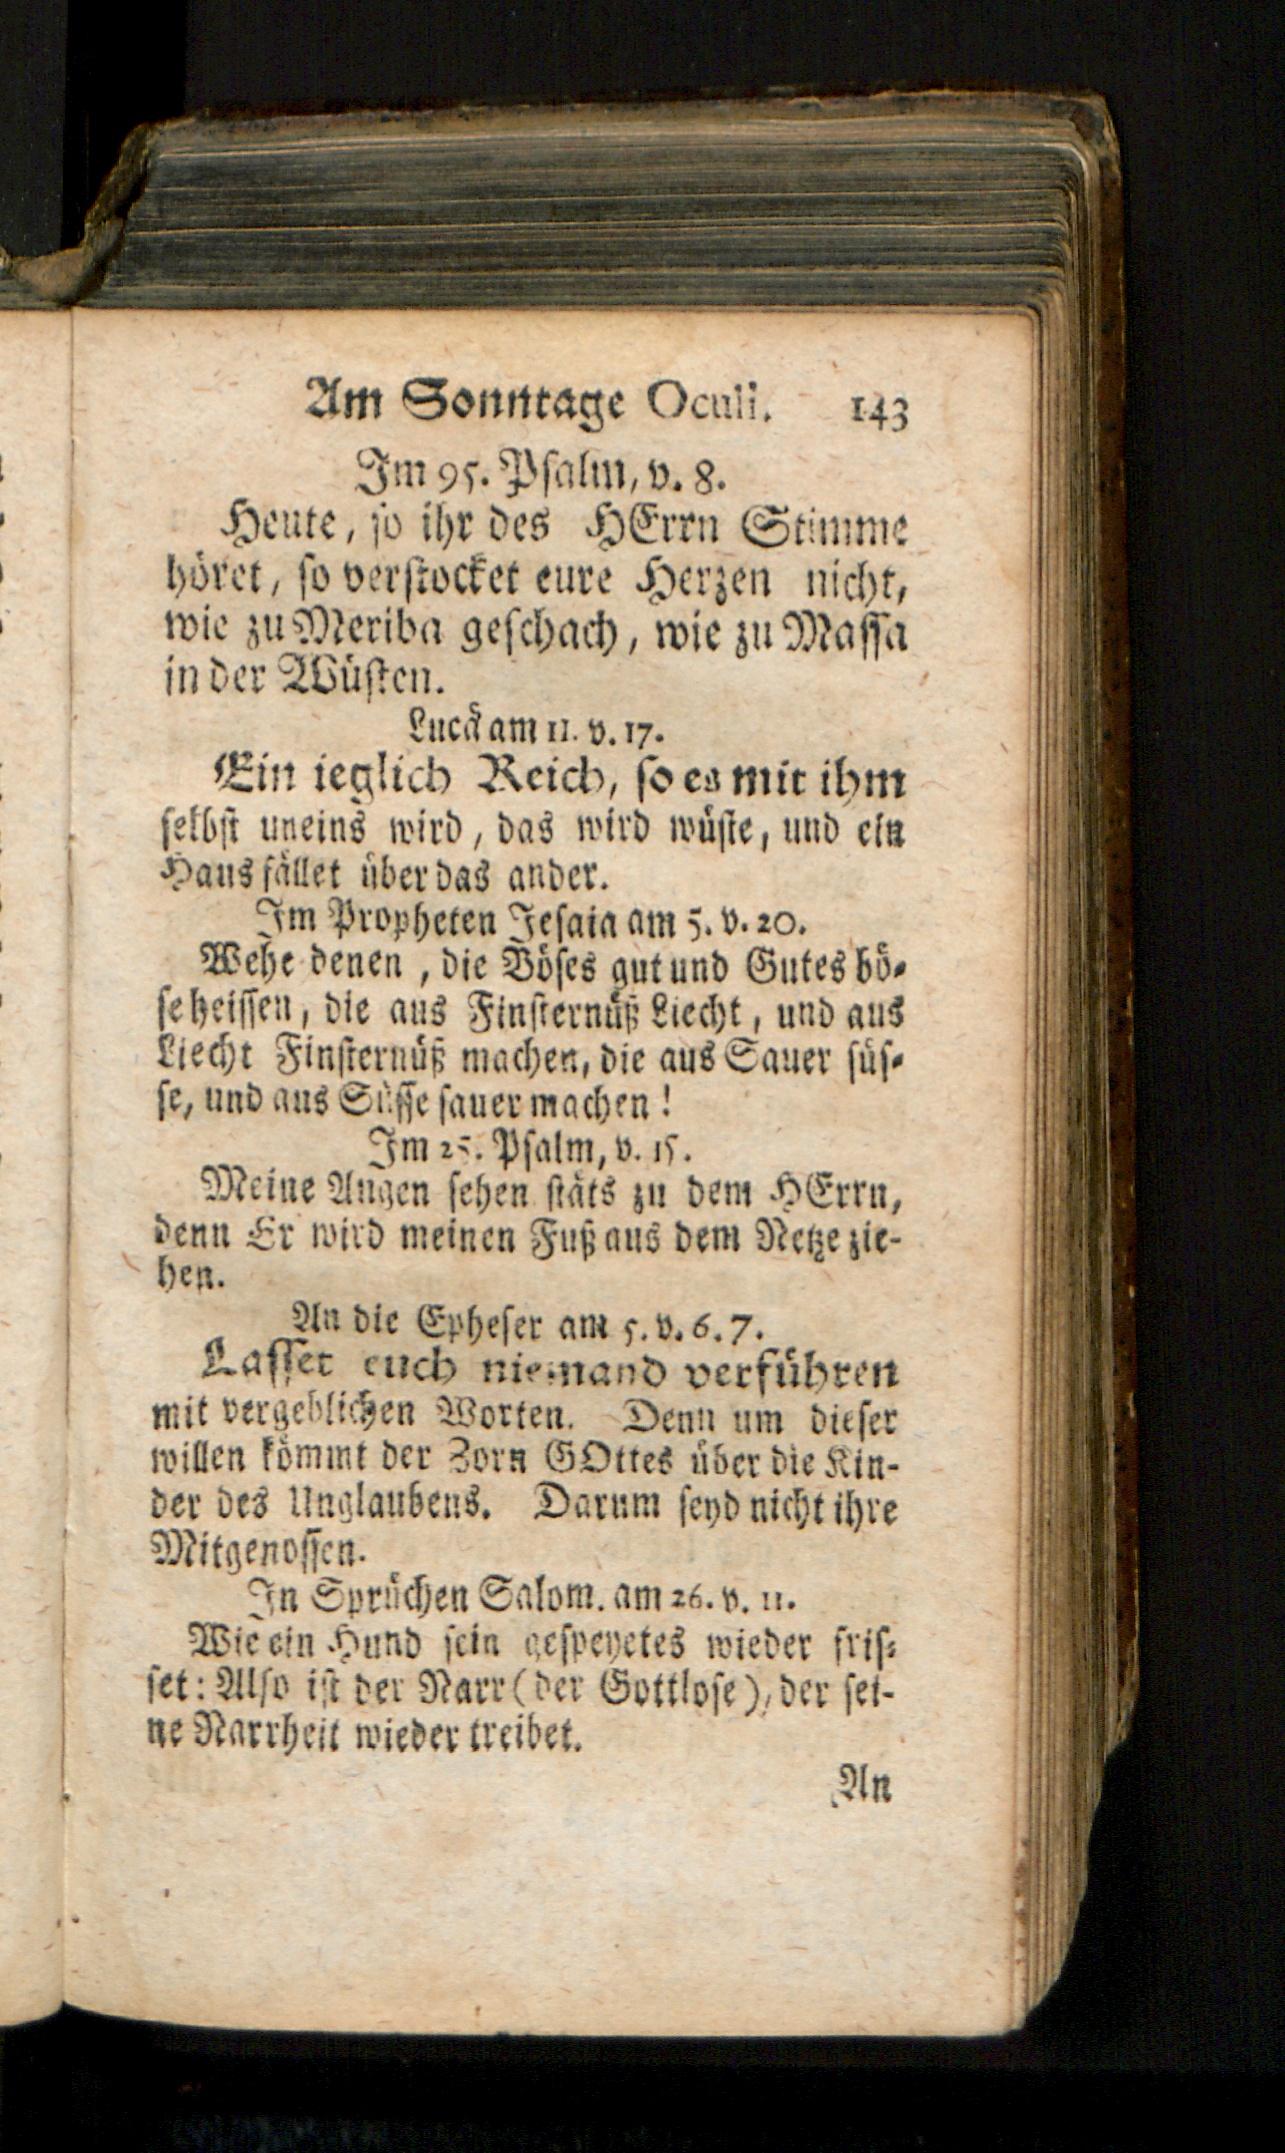 Am Sonntage Oculi. 143
Im 95. Psalm, v. 8.
Heute, so ihr des HErrn Stimme
höret, so verstocket eure Herzen nicht,
wie zu Meriba geschach, wie zu Massa
in der Wüsten.
Lucä am 11. v. 17.
Ein ieglich Reich, so es mit ihm
selbst uneins wird, das wird wüste, und ein
Haus fället über das ander.
Im Propheten Jesaia am 5. v. 20.
Wehe denen, die Böses gut und Gutes bö-
se heissen, die aus Finsternüß Liecht, und aus
Liecht Finsternüß machen, die aus Sauer süs-
se, und aus Süsse sauer machen!
Im 25. Psalm, v. 15.
Meine Augen sehen stäts zu dem HErrn,
denn Er wird meinen Fuß aus dem Netze zie-
hen.
An die Epheser am 5. v. 6. 7.
Lasset euch niemand verführen
mit vergeblichen Worten. Denn um dieser
willen kömmt der Zorn GOttes über die Kin-
der des Unglaubens. Darum seyd nicht ihre
Mitgenossen.
In Sprüchen Salom. am 26. v. 11.
Wie ein Hund sein gespeyetes wieder fris-
set: Also ist der Narr (der Gottlose), der sei-
ne Narrheit wieder treibet.
An